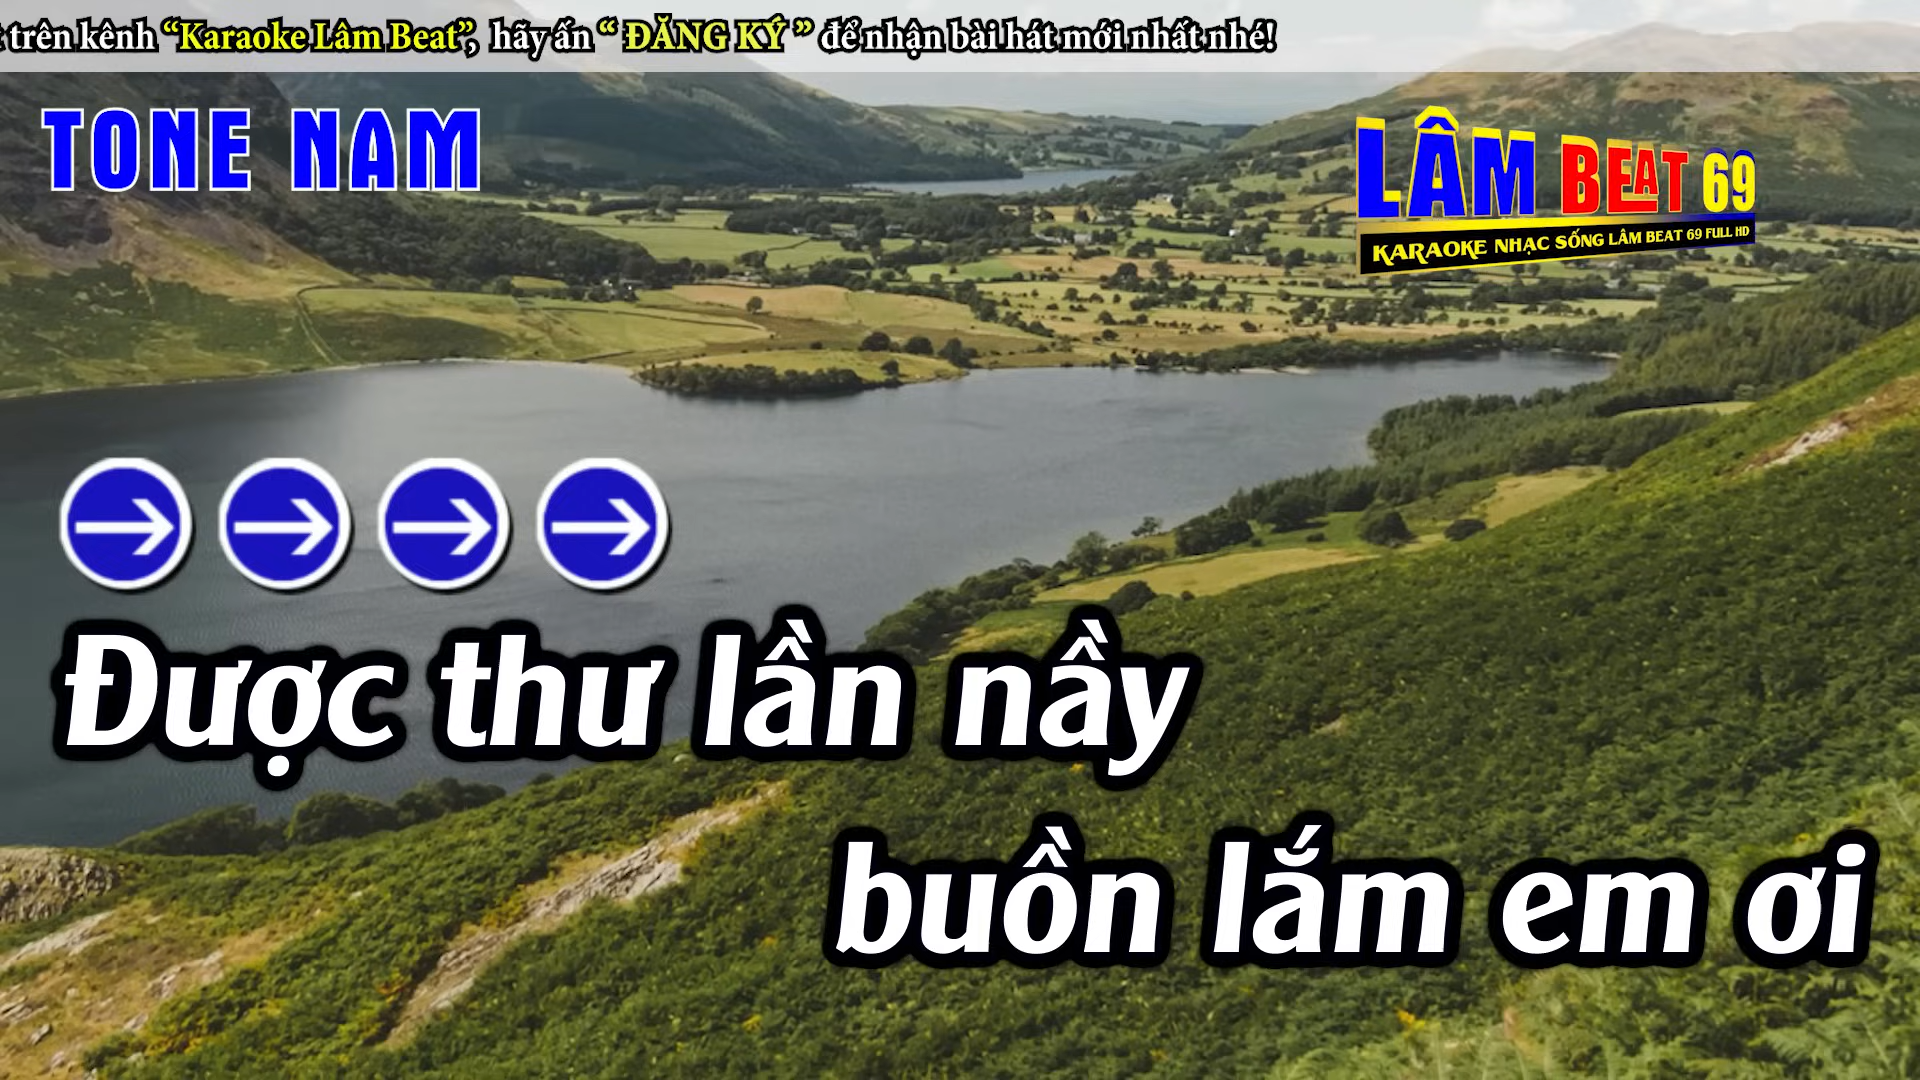 trên kênh “Karaoke Lâm Beat”, hãy ấn “ ĐĂNG KÝ ” để nhận bài hát mới nhất nhé!
TONE NAM
LÂM BEAT 69
KARAOKE NHẠC SỐNG LÂM BEAT 69 FULL HD
Được thư lần nầy
buồn lắm em ơi